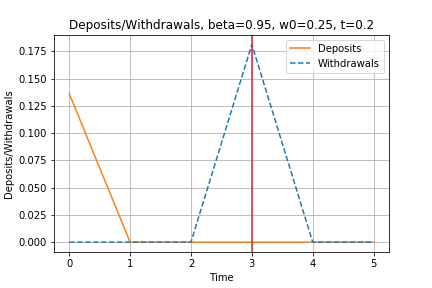 Deposits/Withdrawals, beta=0.95, w0=0.25, t=0.2
Deposits
Withdrawals
Deposits/Withdrawals
0.175
0.150
0.125
0.100
0.075
0.050
0.025
0.000
0 1 2 3 4 5
Time